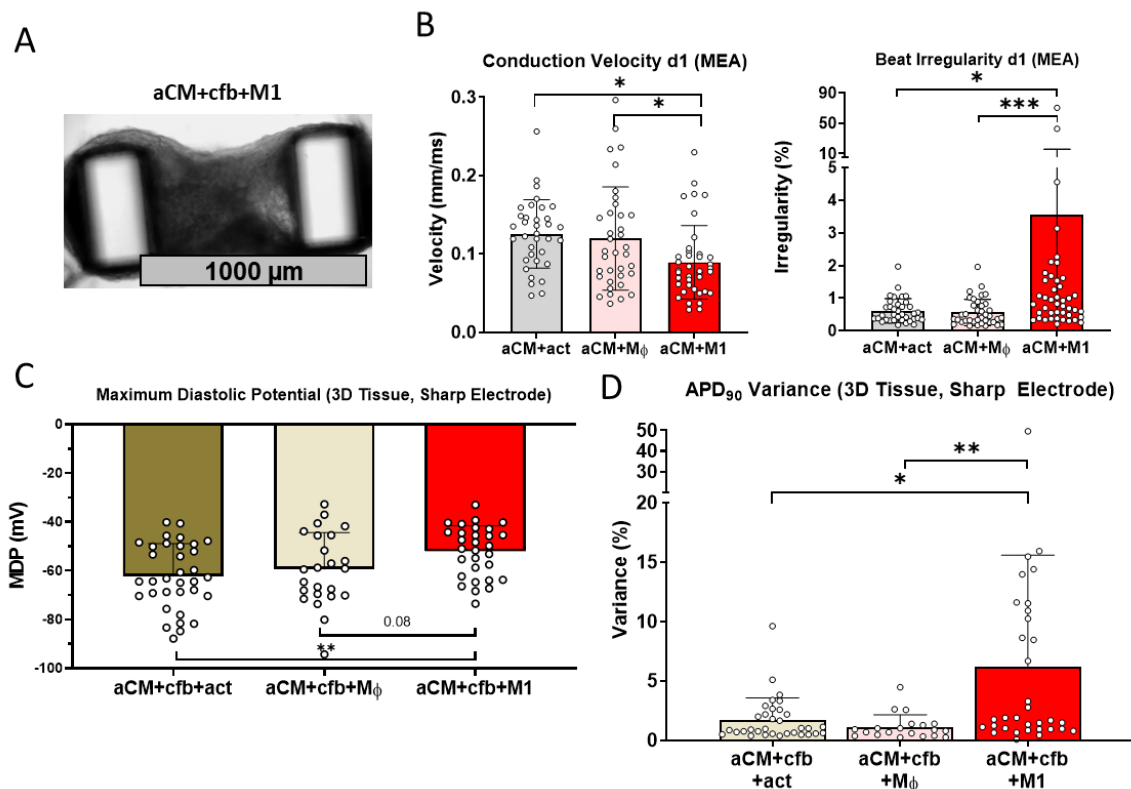 A
aCM+cfb+M1
1000 µm
B
Conduction Velocity d1 (MEA)
*
*
Velocity (mm/ms)
0.3
0.2
0.1
0.0
aCM+act
aCM+Mϕ
aCM+M1
Beat Irregularity d1 (MEA)
*
***
Irregularity (%)
90
50
10
5
4
3
2
1
0
aCM+act
aCM+Mϕ
aCM+M1
C
Maximum Diastolic Potential (3D Tissue, Sharp Electrode)
MDP (mV)
0
-20
-40
-60
-80
-100
0.08
**
aCM+cfb+act
aCM+cfb+Mϕ
aCM+cfb+M1
D
APD90 Variance (3D Tissue, Sharp Electrode)
**
*
Variance (%)
50
40
30
20
20
15
10
5
0
aCM+cfb
+act
aCM+cfb
+Mϕ
aCM+cfb
+M1